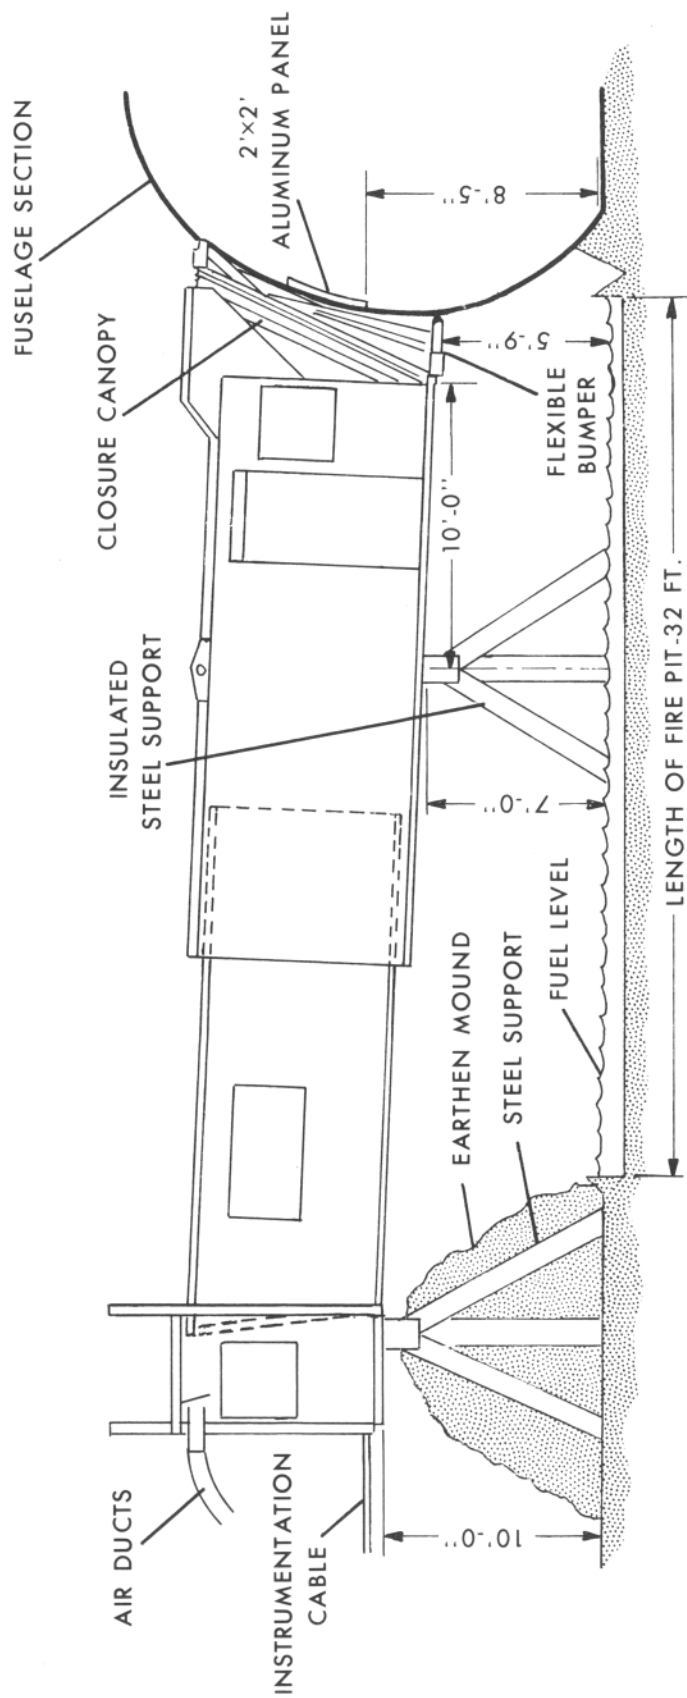 FUSELAGE SECTION
CLOSURE CANOPY
2'×2'
ALUMINUM PANEL
INSULATED
STEEL SUPPORT
8'-5"
5'-9"
FLEXIBLE
BUMPER
10'-0"
7'-0"
AIR DUCTS
INSTRUMENTATION
CABLE
10'-0"
EARTHEN MOUND
STEEL SUPPORT
FUEL LEVEL
LENGTH OF FIRE PIT-32 FT.